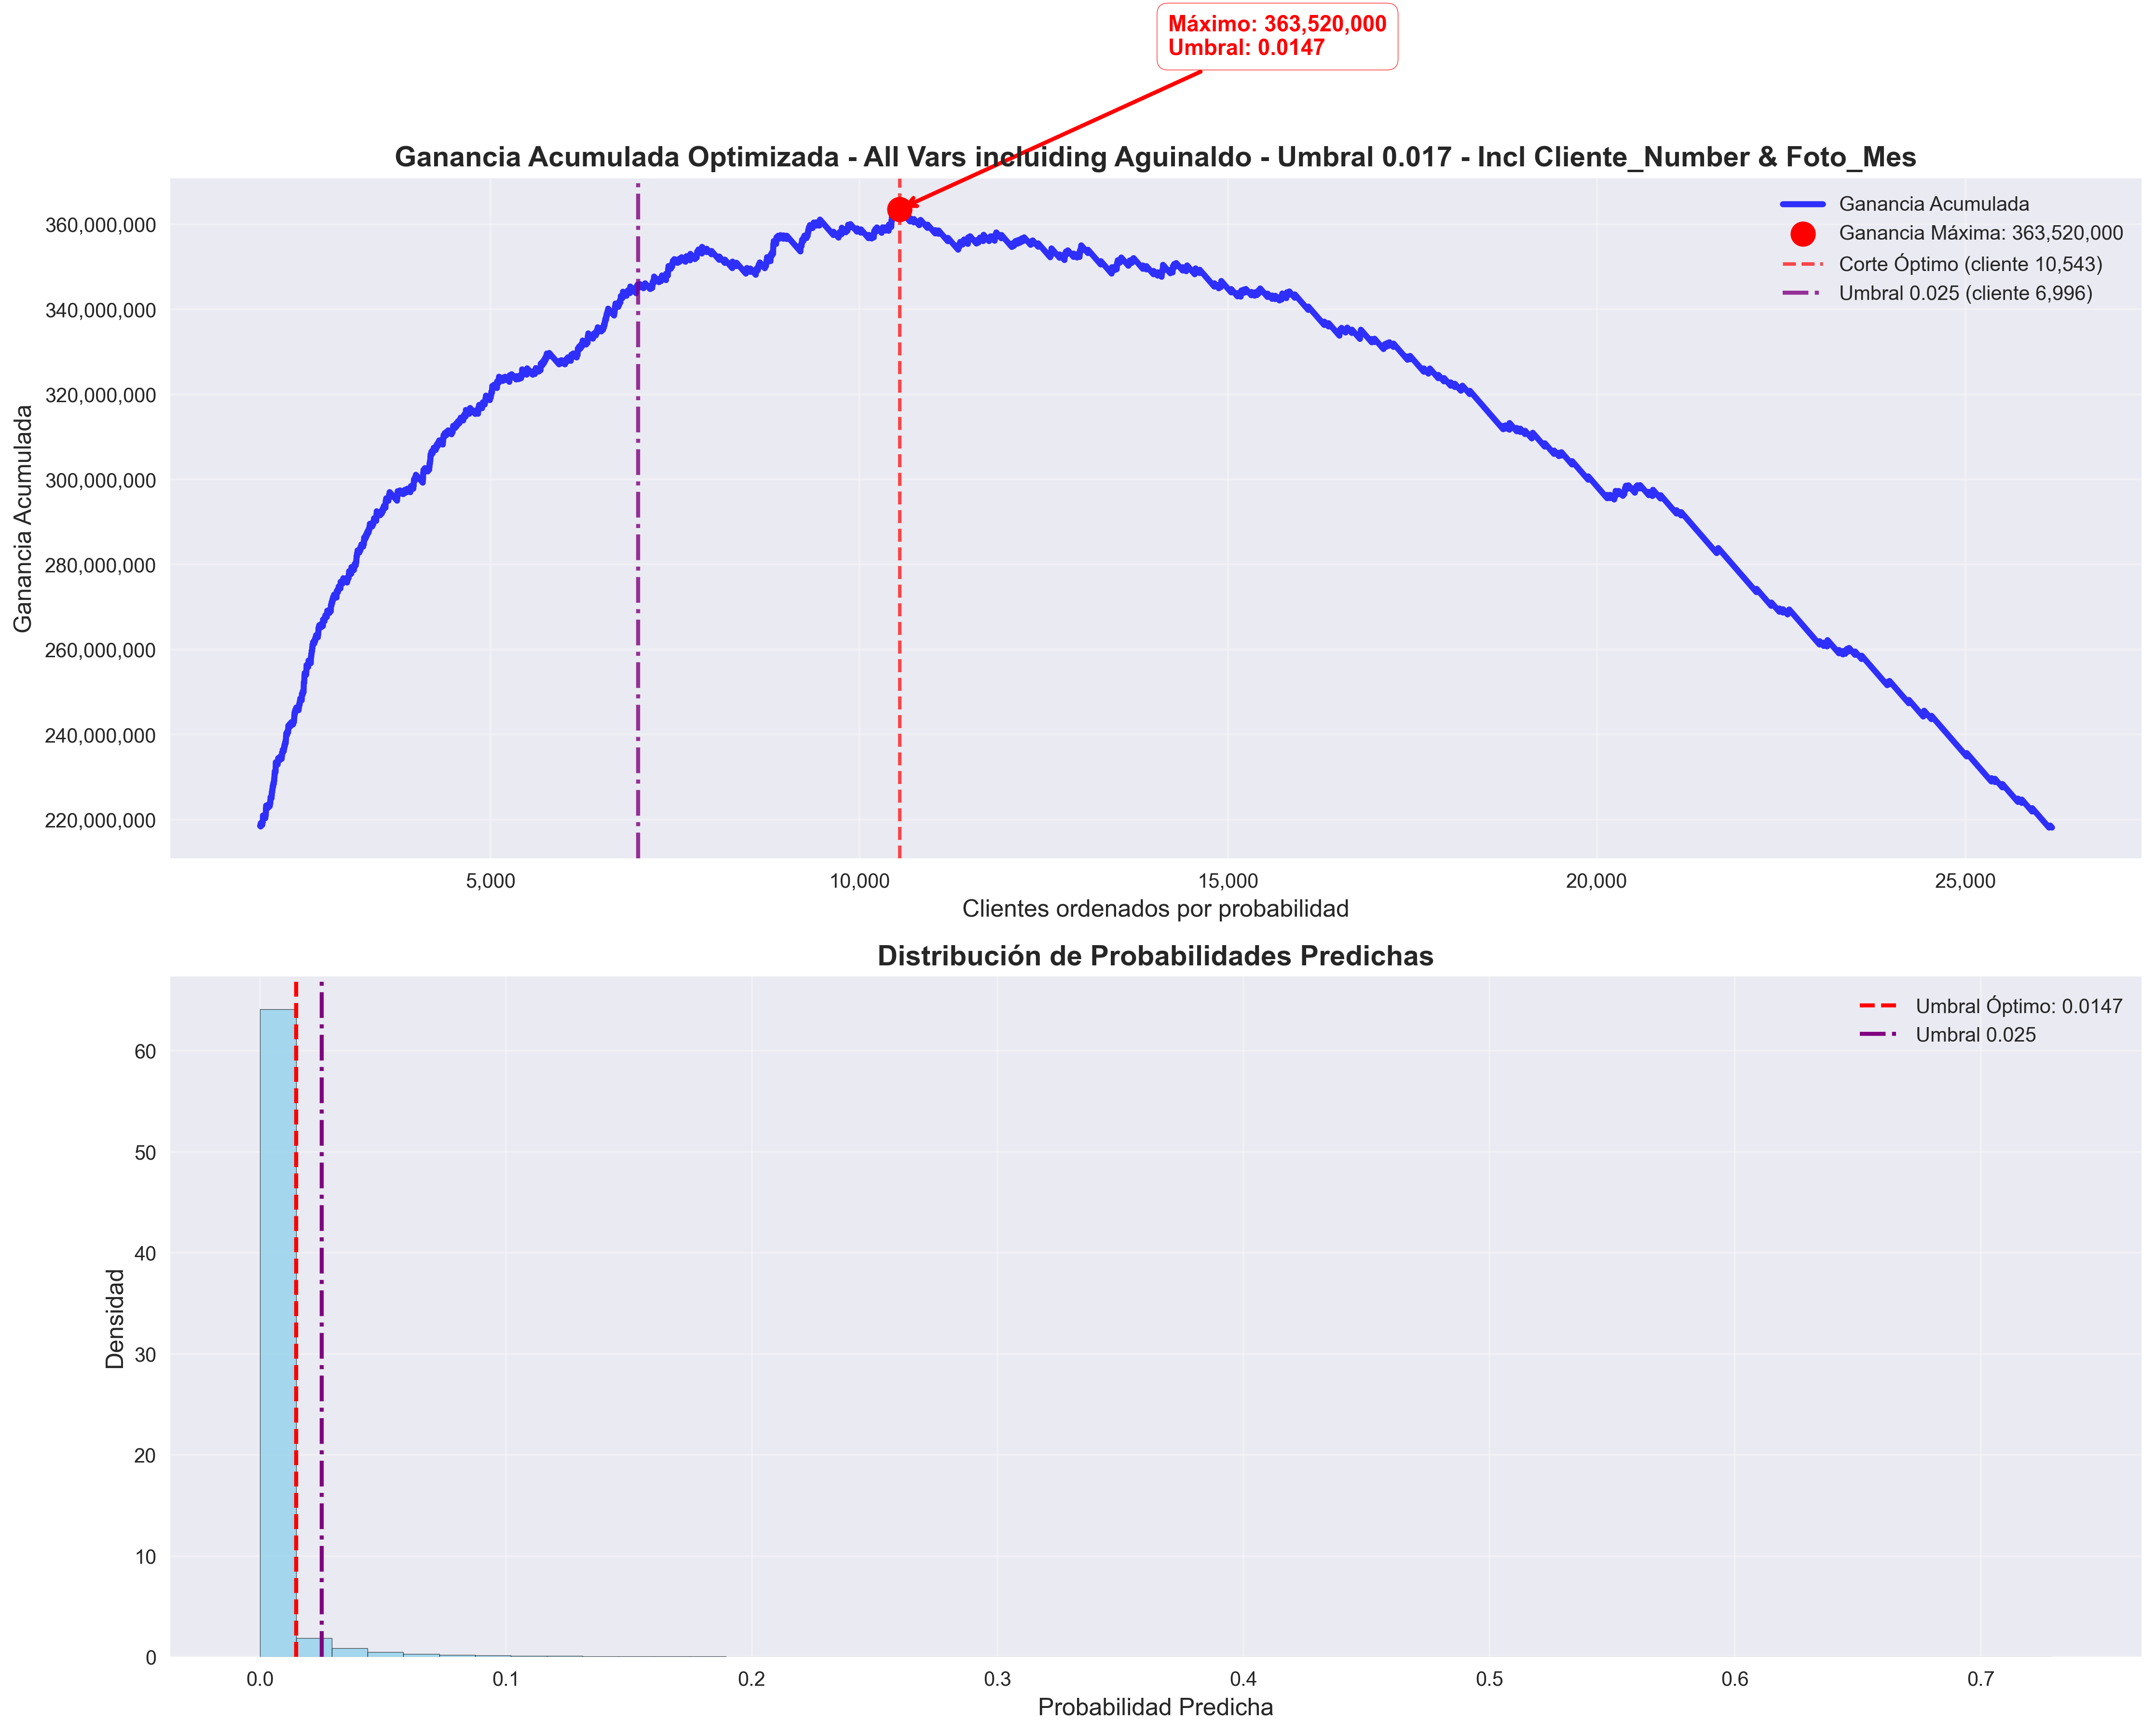 Máximo: 363,520,000
Umbral: 0.0147
Ganancia Acumulada Optimizada - All Vars incluiding Aguinaldo - Umbral 0.017 - Incl Cliente_Number & Foto_Mes
Ganancia Acumulada
Ganancia Máxima: 363,520,000
Corte Óptimo (cliente 10,543)
Umbral 0.025 (cliente 6,996)
Ganancia Acumulada
360,000,000
340,000,000
320,000,000
300,000,000
280,000,000
260,000,000
240,000,000
220,000,000
5,000 10,000 15,000 20,000 25,000
Clientes ordenados por probabilidad
Distribución de Probabilidades Predichas
Umbral Óptimo: 0.0147
Umbral 0.025
Densidad
60
50
40
30
20
10
0
0.0 0.1 0.2 0.3 0.4 0.5 0.6 0.7
Probabilidad Predicha